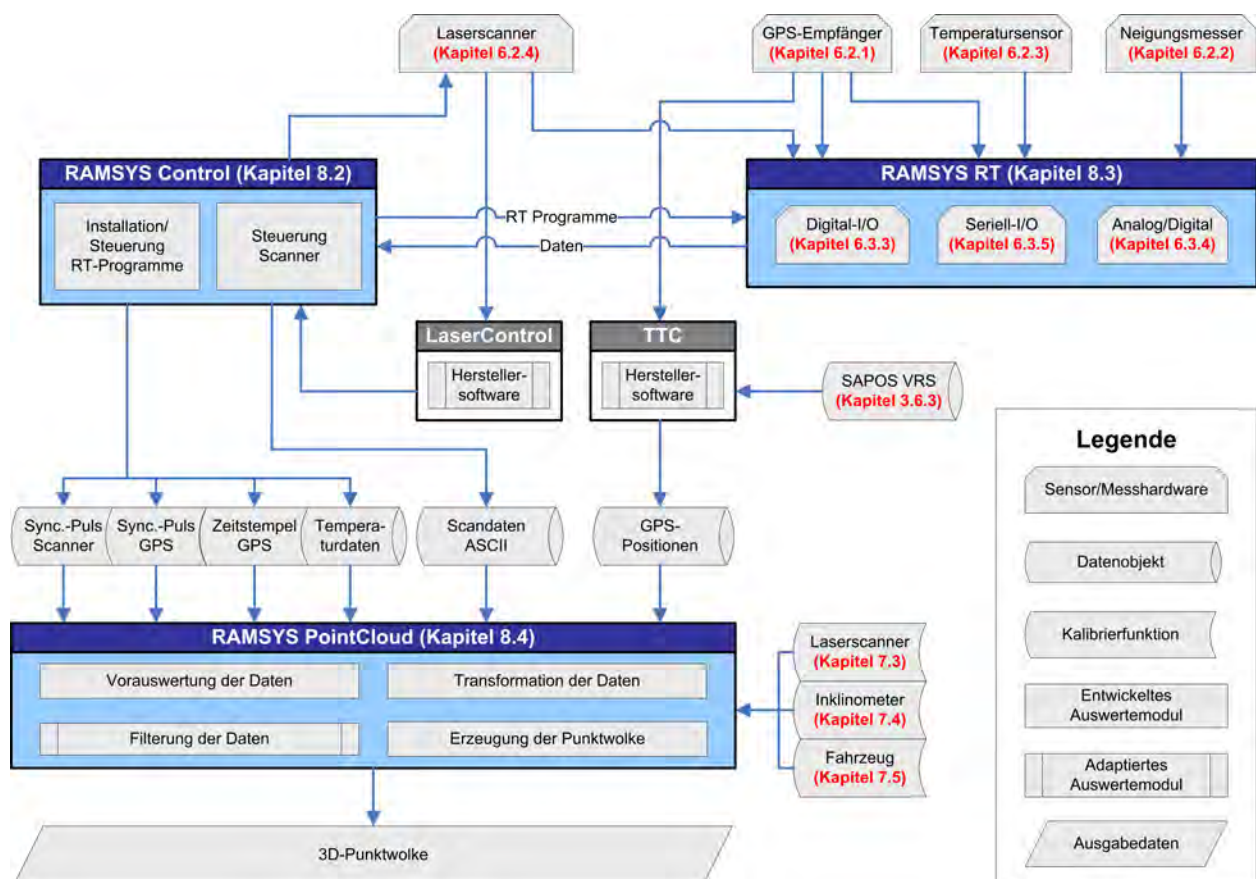 Laserscanner
(Kapitel 6.2.4)
GPS-Empfänger
(Kapitel 6.2.1)
Temperatursensor
(Kapitel 6.2.3)
Neigungsmesser
(Kapitel 6.2.2)
RAMSYS Control (Kapitel 8.2)
Installation/
Steuerung
RT-Programme
Steuerung
Scanner
RT Programme
Daten
RAMSYS RT (Kapitel 8.3)
Digital-I/O
(Kapitel 6.3.3)
Seriell-I/O
(Kapitel 6.3.5)
Analog/Digital
(Kapitel 6.3.4)
LaserControl
Hersteller-
software
TTC
Hersteller-
software
SAPOS VRS
(Kapitel 3.6.3)
Sync.-Puls
Scanner
Sync.-Puls
GPS
Zeitstempel
GPS
Tempera-
turdaten
Scandaten
ASCII
GPS-
Positionen
RAMSYS PointCloud (Kapitel 8.4)
Vorauswertung der Daten
Transformation der Daten
Filterung der Daten
Erzeugung der Punktwolke
Laserscanner
(Kapitel 7.3)
Inklinometer
(Kapitel 7.4)
Fahrzeug
(Kapitel 7.5)
3D-Punktwolke
Legende
Sensor/Messhardware
Datenobjekt
Kalibrierfunktion
Entwickeltes
Auswertemodul
Adaptiertes
Auswertemodul
Ausgabedaten